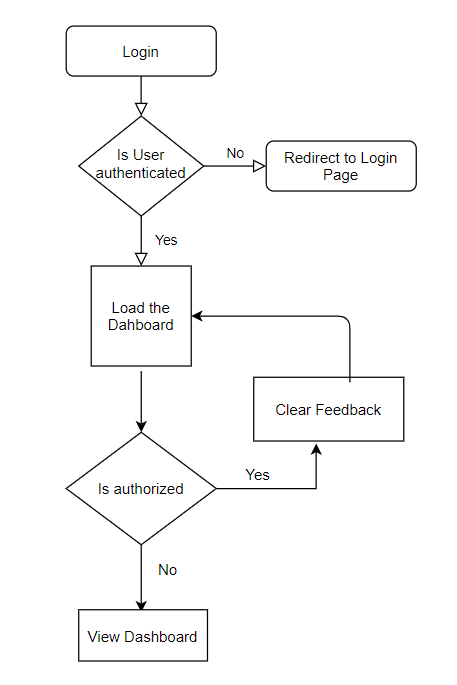 Login
Is User
authenticated
No
Redirect to Login
Page
Yes
Load the
Dahboard
Clear Feedback
Is authorized
Yes
No
View Dashboard